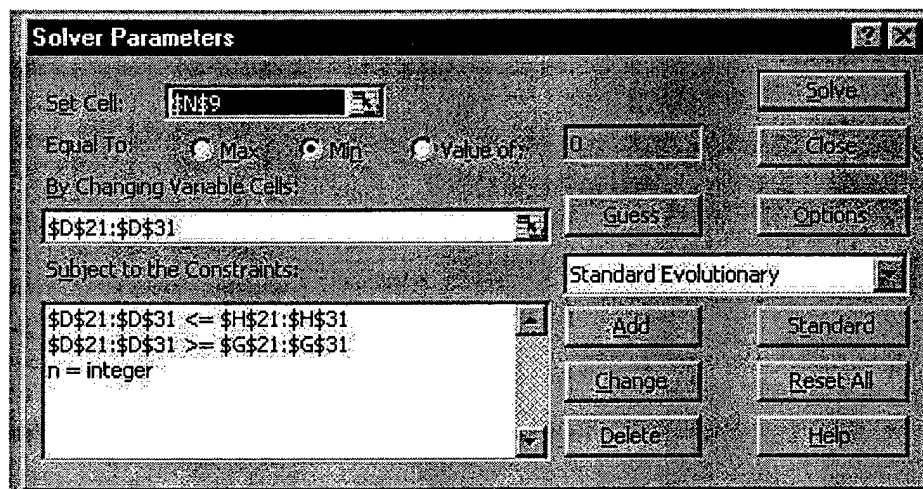 Solver Parameters
Set Cell: $N$9
Solve
Equal To: Max Min Value of: 0
Close
By Changing Variable Cells:
$D$21:$D$31
Guess
Options
Subject to the Constraints:
Standard Evolutionary
$D$21:$D$31 <= $H$21:$H$31
$D$21:$D$31 >= $G$21:$G$31
n = integer
Add
Standard
Change
Reset All
Delete
Help